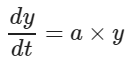 dy/dt = a × y